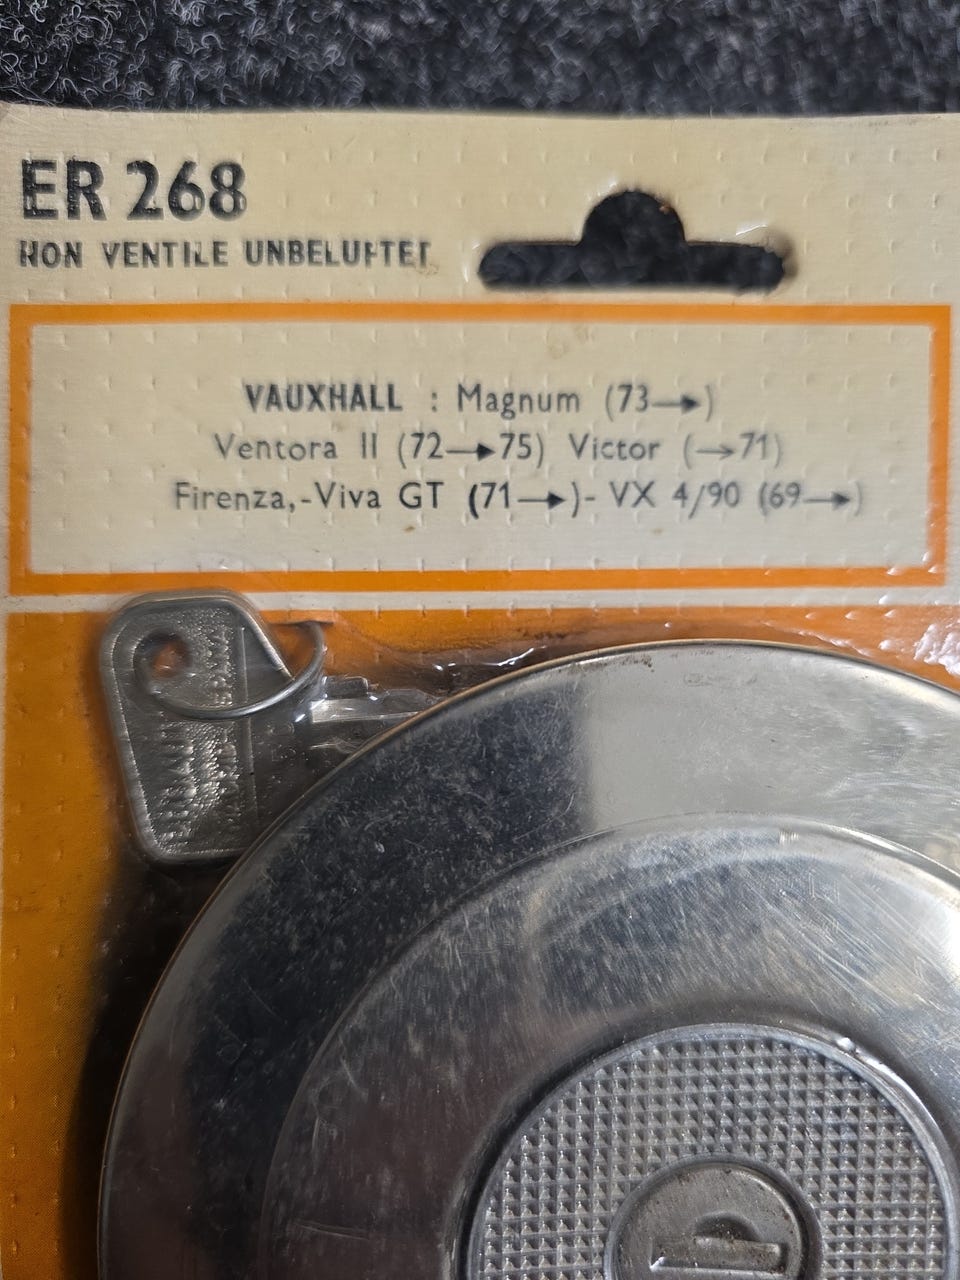 ER 268
NON VENTILE UNBELUFTET
VAUXHALL : Magnum (73→)
Ventora II (72→75) Victor (→71)
Firenza,-Viva GT (71→)- VX 4/90 (69→)